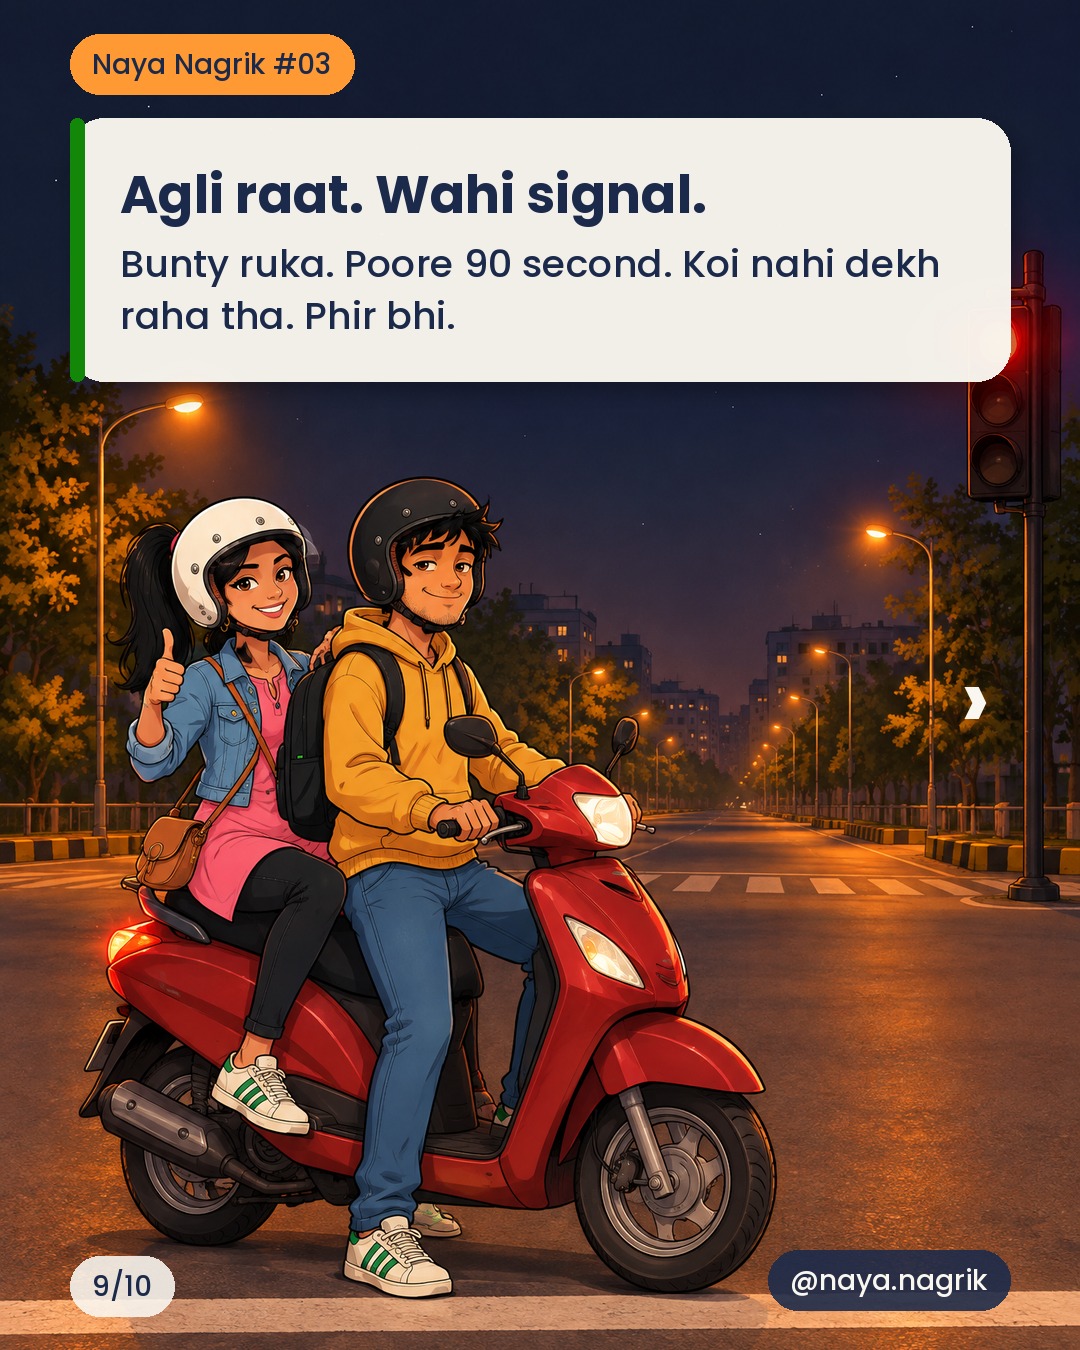 Naya Nagrik #03
Agli raat. Wahi signal.
Bunty ruka. Poore 90 second. Koi nahi dekh
raha tha. Phir bhi.
9/10
@naya.nagrik